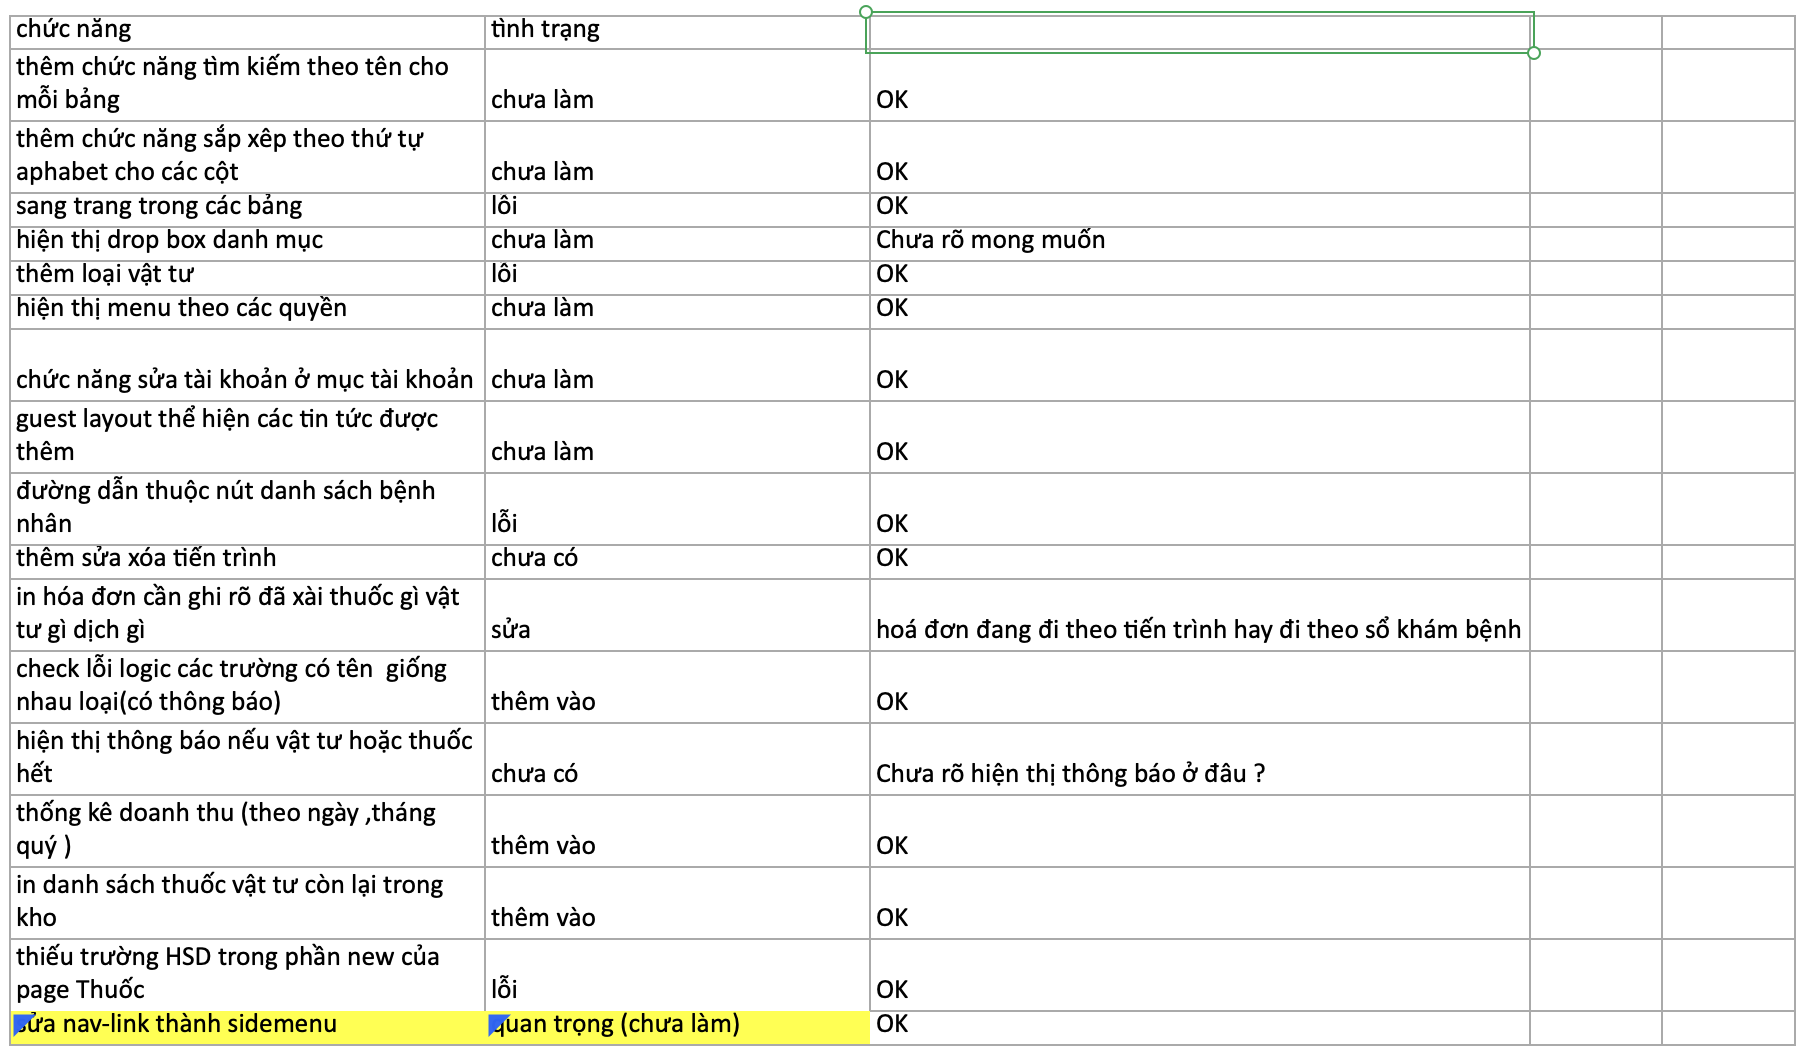 chức năng	tình trạng
thêm chức năng tìm kiếm theo tên cho
mỗi bảng	chưa làm	OK
thêm chức năng sắp xêp theo thứ tự
aphabet cho các cột	chưa làm	OK
sang trang trong các bảng	lôi	OK
hiện thị drop box danh mục	chưa làm	Chưa rõ mong muốn
thêm loại vật tư	lôi	OK
hiện thị menu theo các quyền	chưa làm	OK
chức năng sửa tài khoản ở mục tài khoản	chưa làm	OK
guest layout thể hiện các tin tức được
thêm	chưa làm	OK
đường dẫn thuộc nút danh sách bệnh
nhân	lỗi	OK
thêm sửa xóa tiến trình	chưa có	OK
in hóa đơn cần ghi rõ đã xài thuốc gì vật
tư gì dịch gì	sửa	hoá đơn đang đi theo tiến trình hay đi theo sổ khám bệnh
check lỗi logic các trường có tên  giống
nhau loại(có thông báo)	thêm vào	OK
hiện thị thông báo nếu vật tư hoặc thuốc
hết	chưa có	Chưa rõ hiện thị thông báo ở đâu ?
thống kê doanh thu (theo ngày ,tháng
quý )	thêm vào	OK
in danh sách thuốc vật tư còn lại trong
kho	thêm vào	OK
thiếu trường HSD trong phần new của
page Thuốc	lỗi	OK
sửa nav-link thành sidemenu	quan trọng (chưa làm)	OK